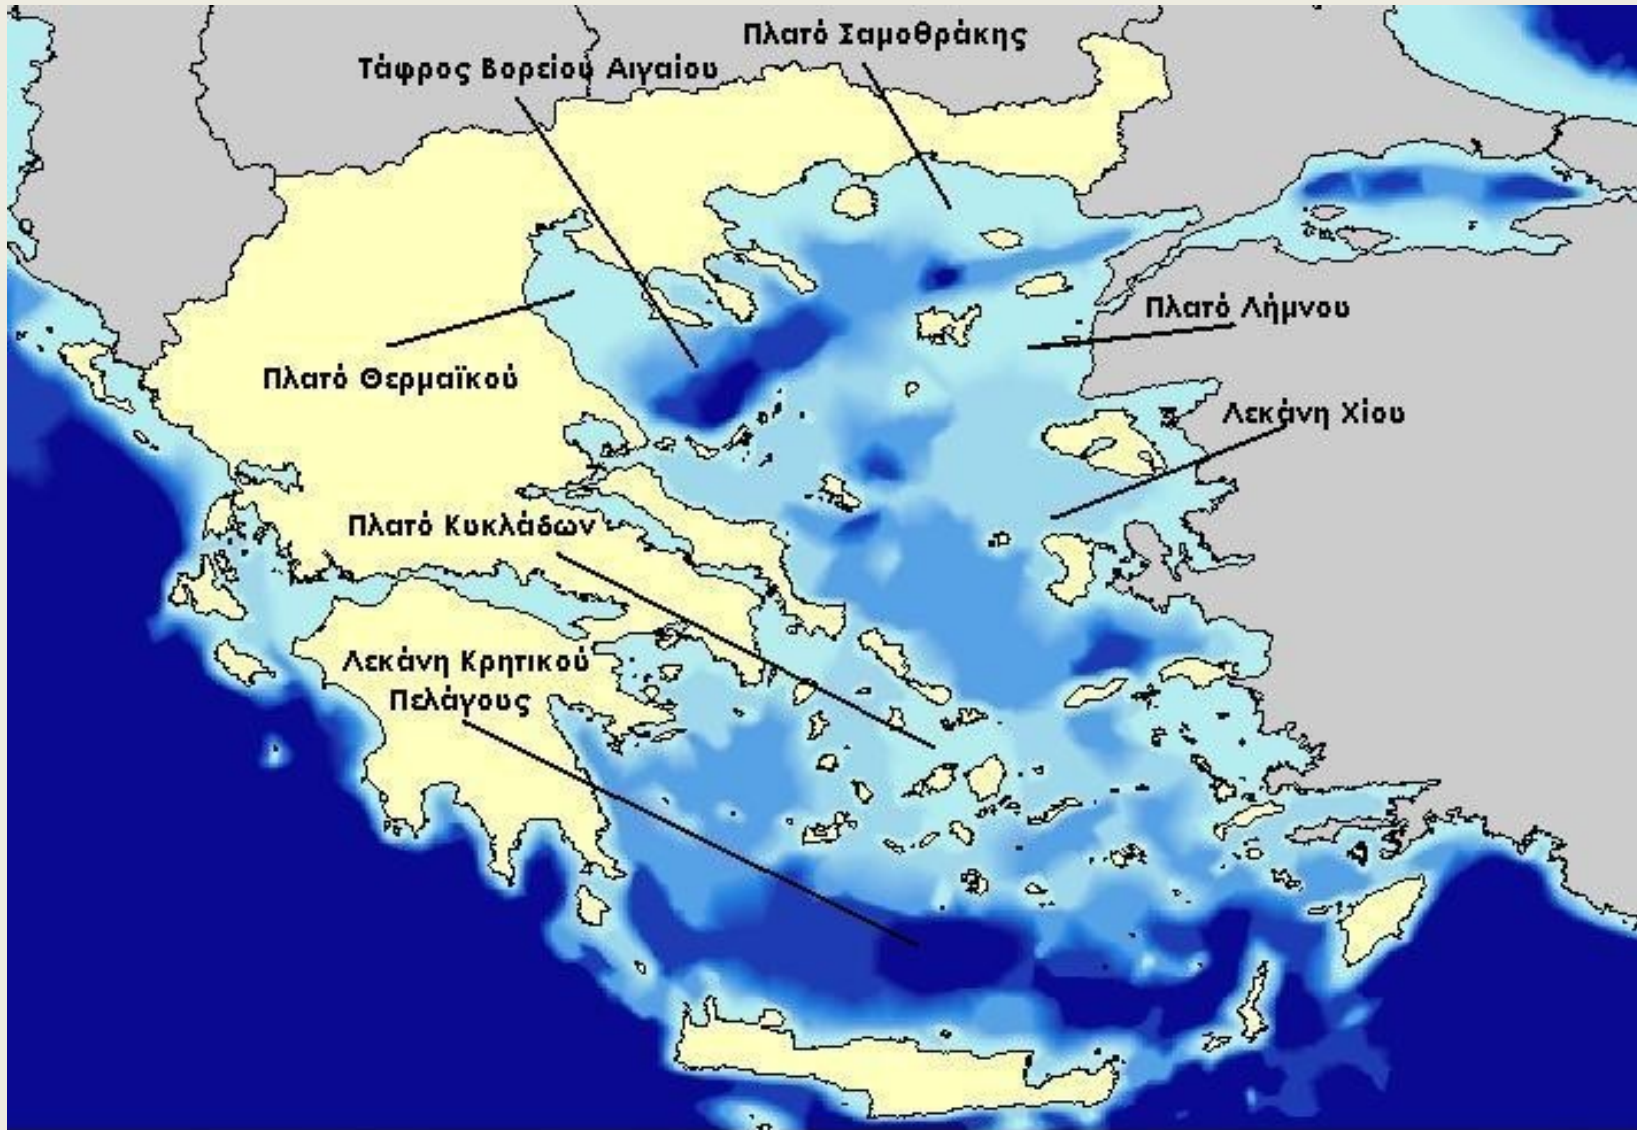 Πλατό Σαμοθράκης
Τάφρος Βορείου Αιγαίου
Πλατό Λήμνου
Πλατό Θερμαϊκού
Λεκάνη Χίου
Πλατό Κυκλάδων
Λεκάνη Κρητικού
Πελάγους